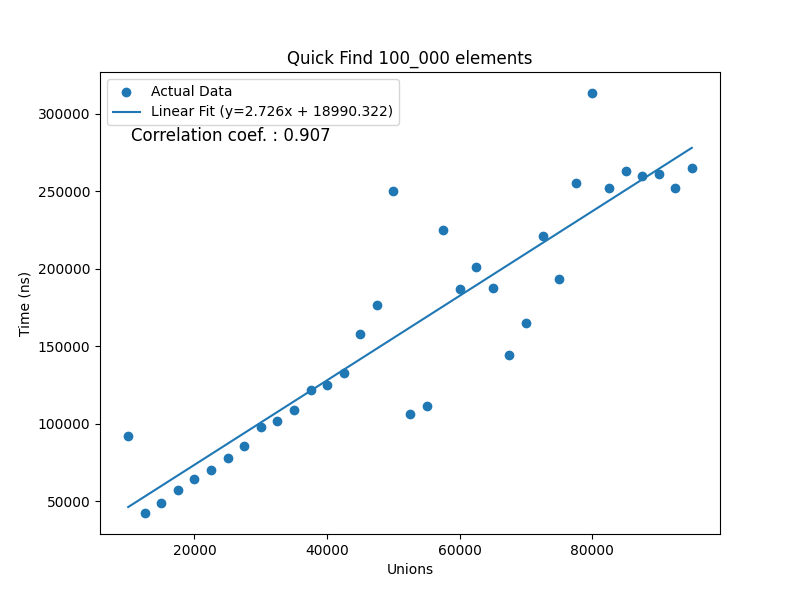 Quick Find 100_000 elements
Actual Data
Linear Fit (y=2.726x + 18990.322)
Correlation coef. : 0.907
300000
250000
200000
150000
100000
50000
Time (ns)
20000
40000
60000
80000
Unions